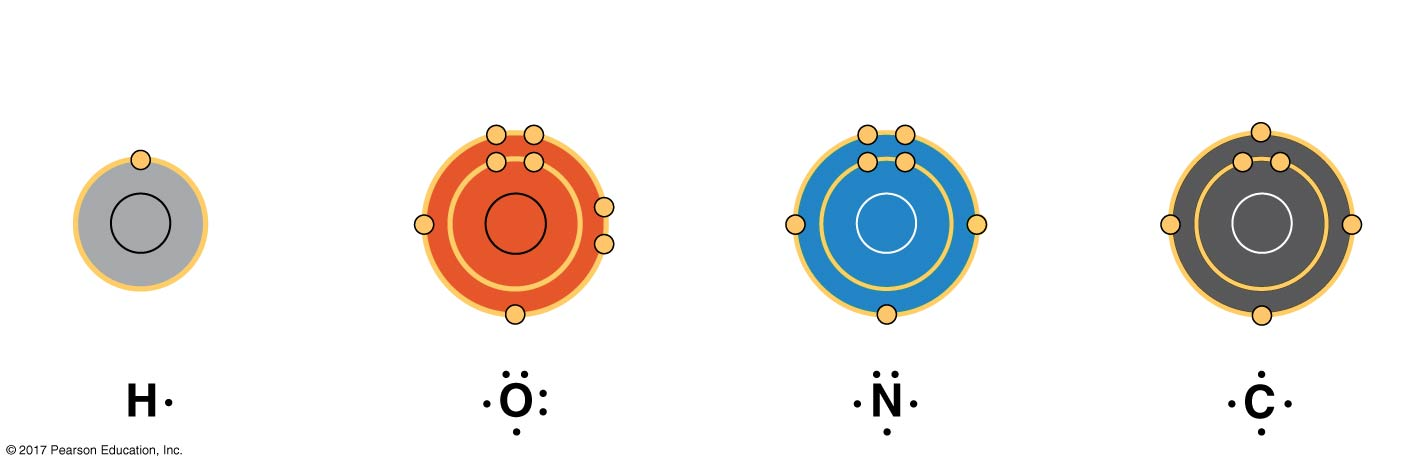 H· ·Ö: ·N̈· ·Ċ·
© 2017 Pearson Education, Inc.